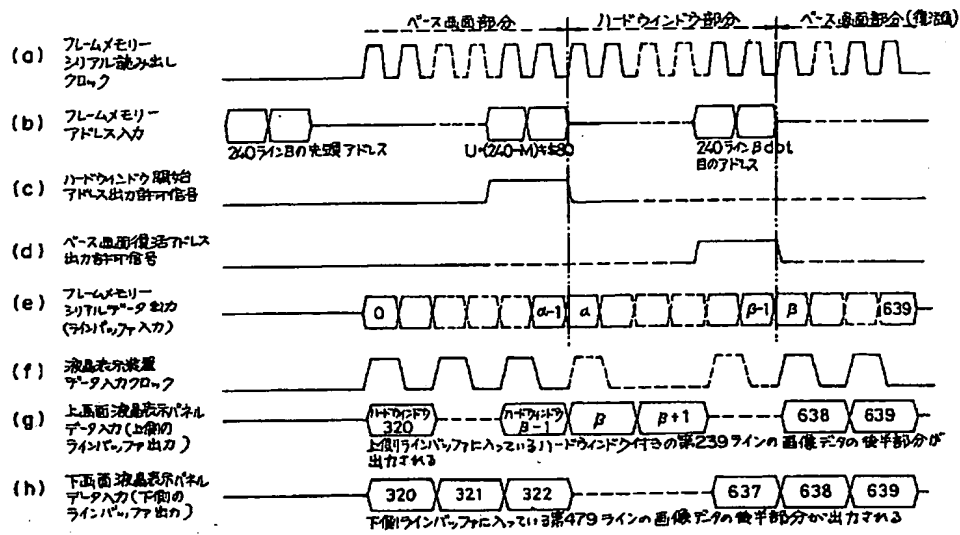 ベース画面部分 ハードウインドウ部分 ベース画面部分(復活後)
(a) フレームメモリー
シリアル読み出し
クロック
(b) フレームメモリー
アドレス入力
240ライン目の先頭アドレス
240ラインβdot
目のアドレス
(c) ハードウインドウ開始
アドレス出力許可信号
(d) ベース画面復活アドレス
出力許可信号
(e) フレームメモリー
シリアルデータ出力
(ラインバッファ入力)
0 α-1 α β-1 β 639
(f) 液晶表示装置
データ入力クロック
(g) 上画面液晶表示パネル
データ入力(上側の
ラインバッファ出力)
ハードウインドウ
320
ハードウインドウ
β-1
β β+1 638 639
上側ラインバッファに入っているハードウインドウ付きの第239ラインの画像データの後半部分が
出力される
(h) 下画面液晶表示パネル
データ入力(下側の
ラインバッファ出力)
320 321 322 637 638 639
下側ラインバッファに入っている第479ラインの画像データの後半部分が出力される